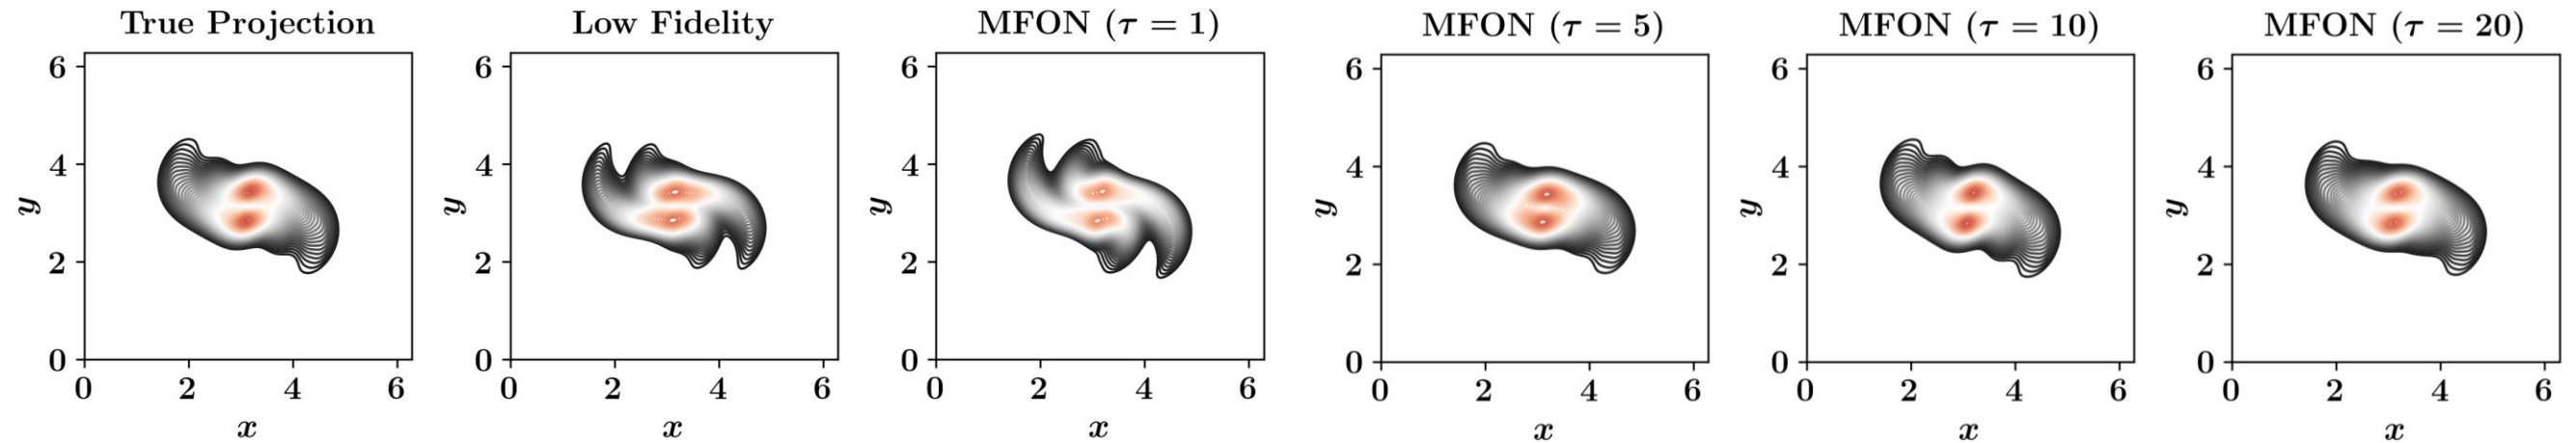 True Projection
Low Fidelity
MFON (τ = 1)
MFON (τ = 5)
MFON (τ = 10)
MFON (τ = 20)
y
6
4
2
0
0 2 4 6
x
y
6
4
2
0
0 2 4 6
x
y
6
4
2
0
0 2 4 6
x
y
6
4
2
0
0 2 4 6
x
y
6
4
2
0
0 2 4 6
x
y
6
4
2
0
0 2 4 6
x